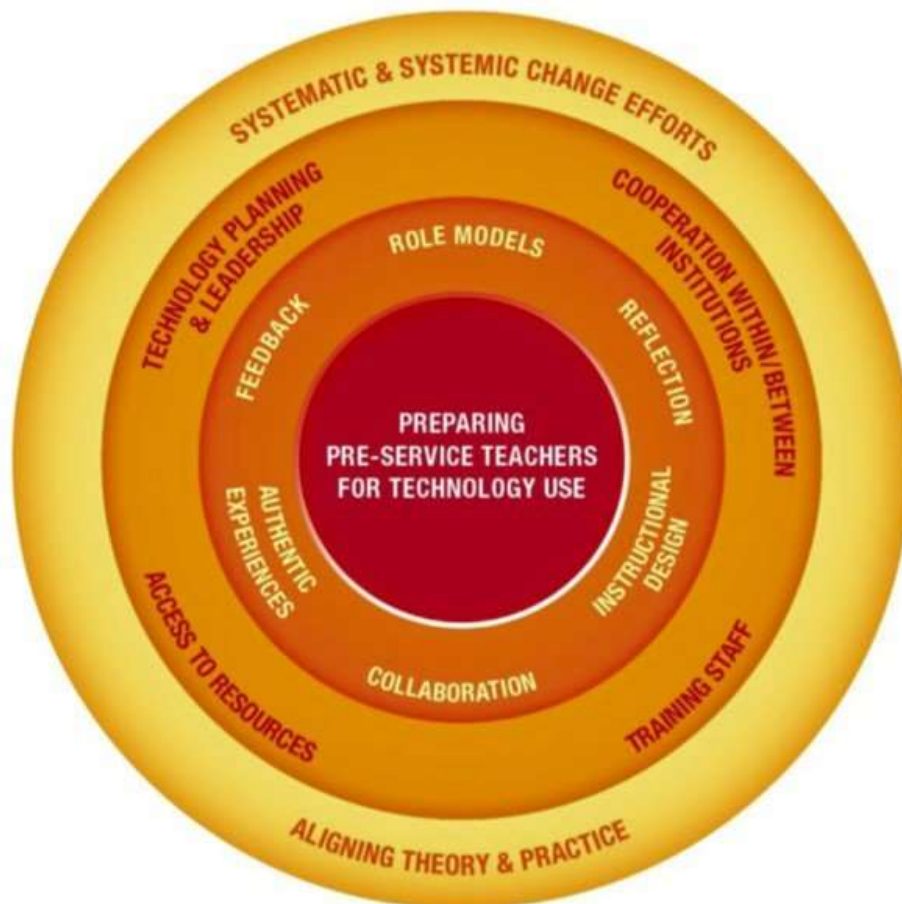 SYSTEMATIC & SYSTEMIC CHANGE EFFORTS
TECHNOLOGY PLANNING
& LEADERSHIP
COOPERATION WITHIN/BETWEEN
INSTITUTIONS
ROLE MODELS
FEEDBACK
REFLECTION
PREPARING
PRE-SERVICE TEACHERS
FOR TECHNOLOGY USE
AUTHENTIC
EXPERIENCES
INSTRUCTIONAL
DESIGN
COLLABORATION
ACCESS TO RESOURCES
TRAINING STAFF
ALIGNING THEORY & PRACTICE